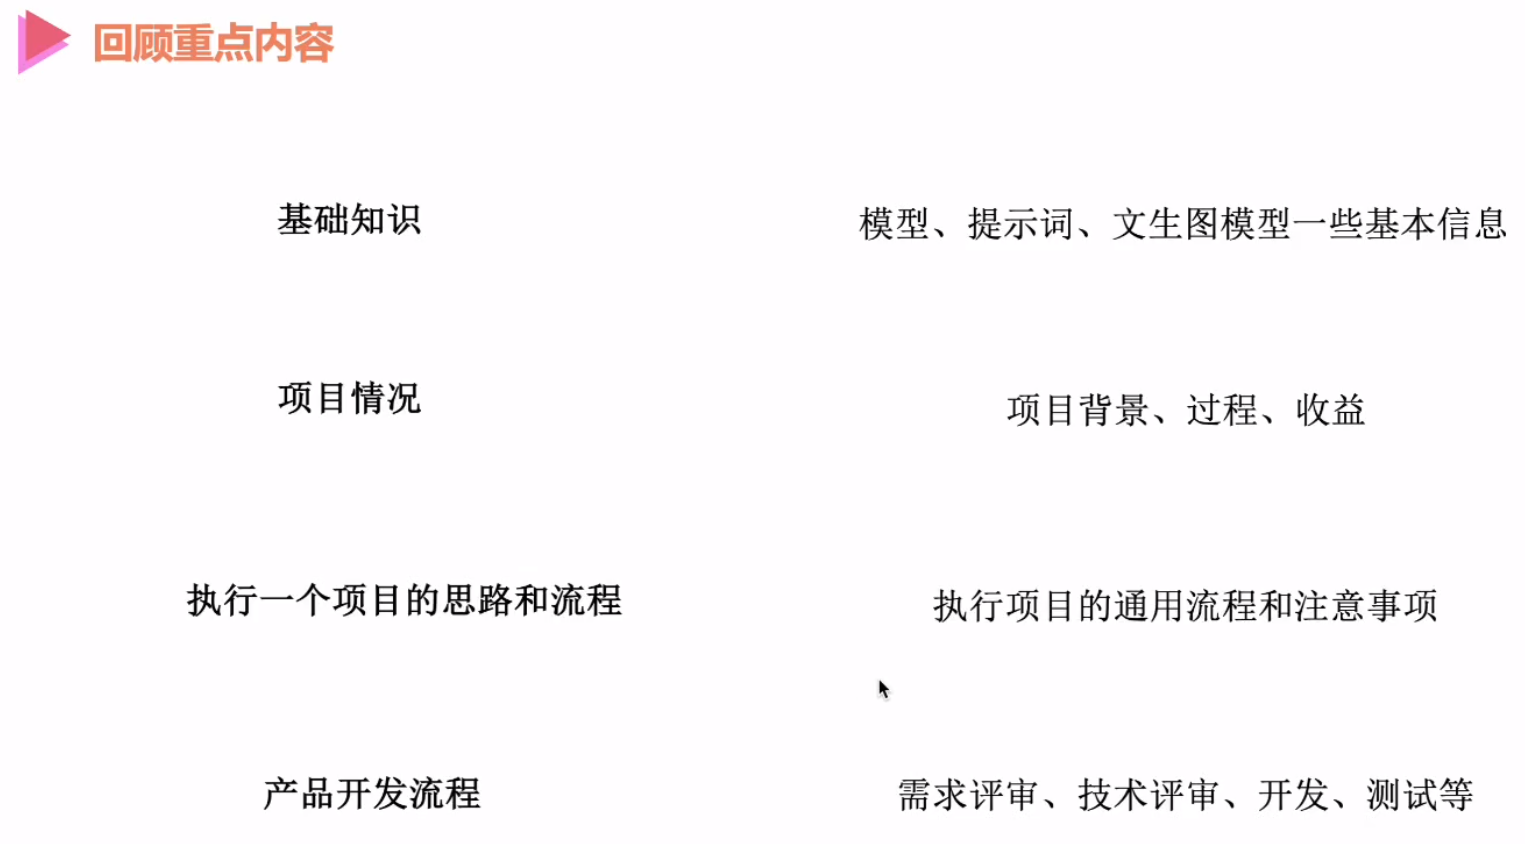 回顾重点内容
基础知识
模型、提示词、文生图模型一些基本信息
项目情况
项目背景、过程、收益
执行一个项目的思路和流程
执行项目的通用流程和注意事项
产品开发流程
需求评审、技术评审、开发、测试等